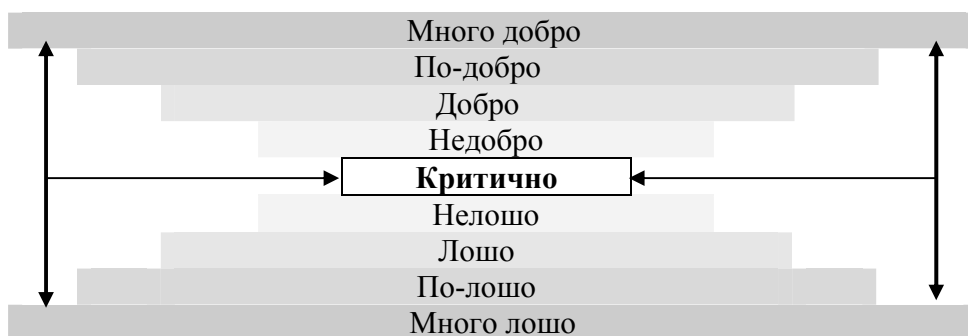 Много добро
По-добро
Добро
Недобро
Критично
Нелошо
Лошо
По-лошо
Много лошо